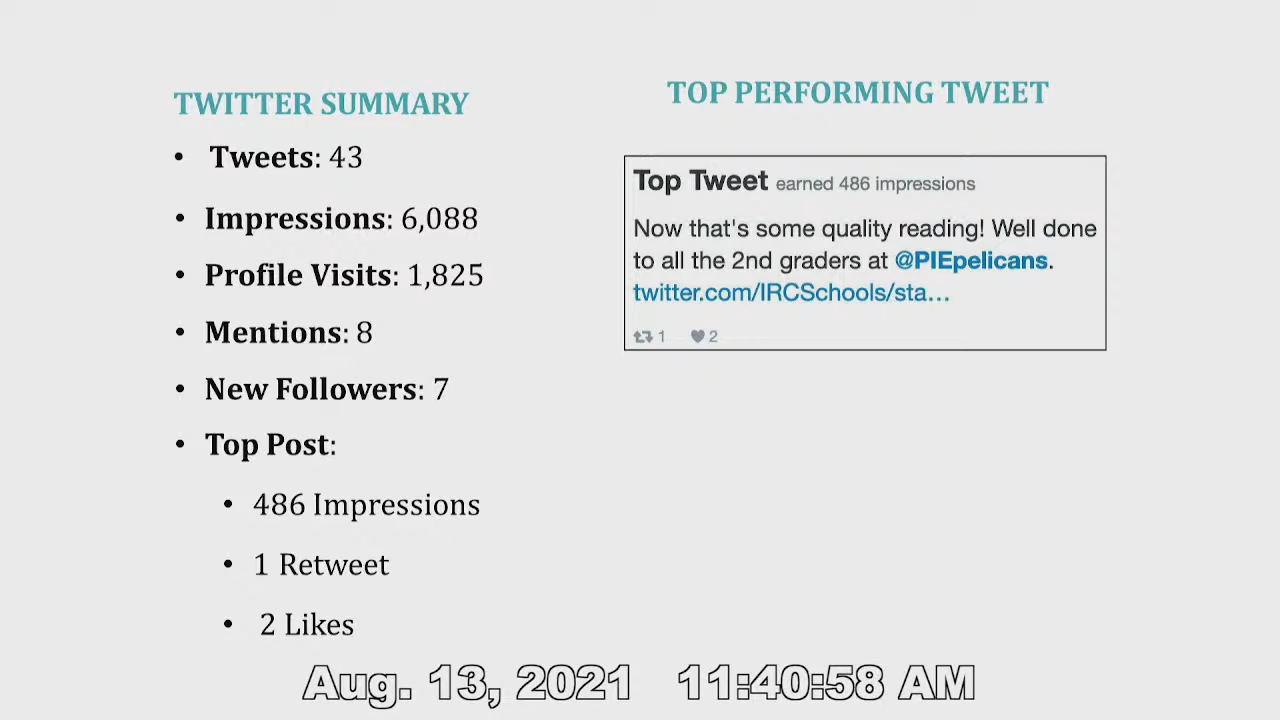 TWITTER SUMMARY
• Tweets: 43
• Impressions: 6,088
• Profile Visits: 1,825
• Mentions: 8
• New Followers: 7
• Top Post:
• 486 Impressions
• 1 Retweet
• 2 Likes
TOP PERFORMING TWEET
Top Tweet earned 486 impressions
Now that's some quality reading! Well done
to all the 2nd graders at @PIEpelicans.
twitter.com/IRCSchools/sta…
1 2
Aug. 13, 2021 11:40:58 AM